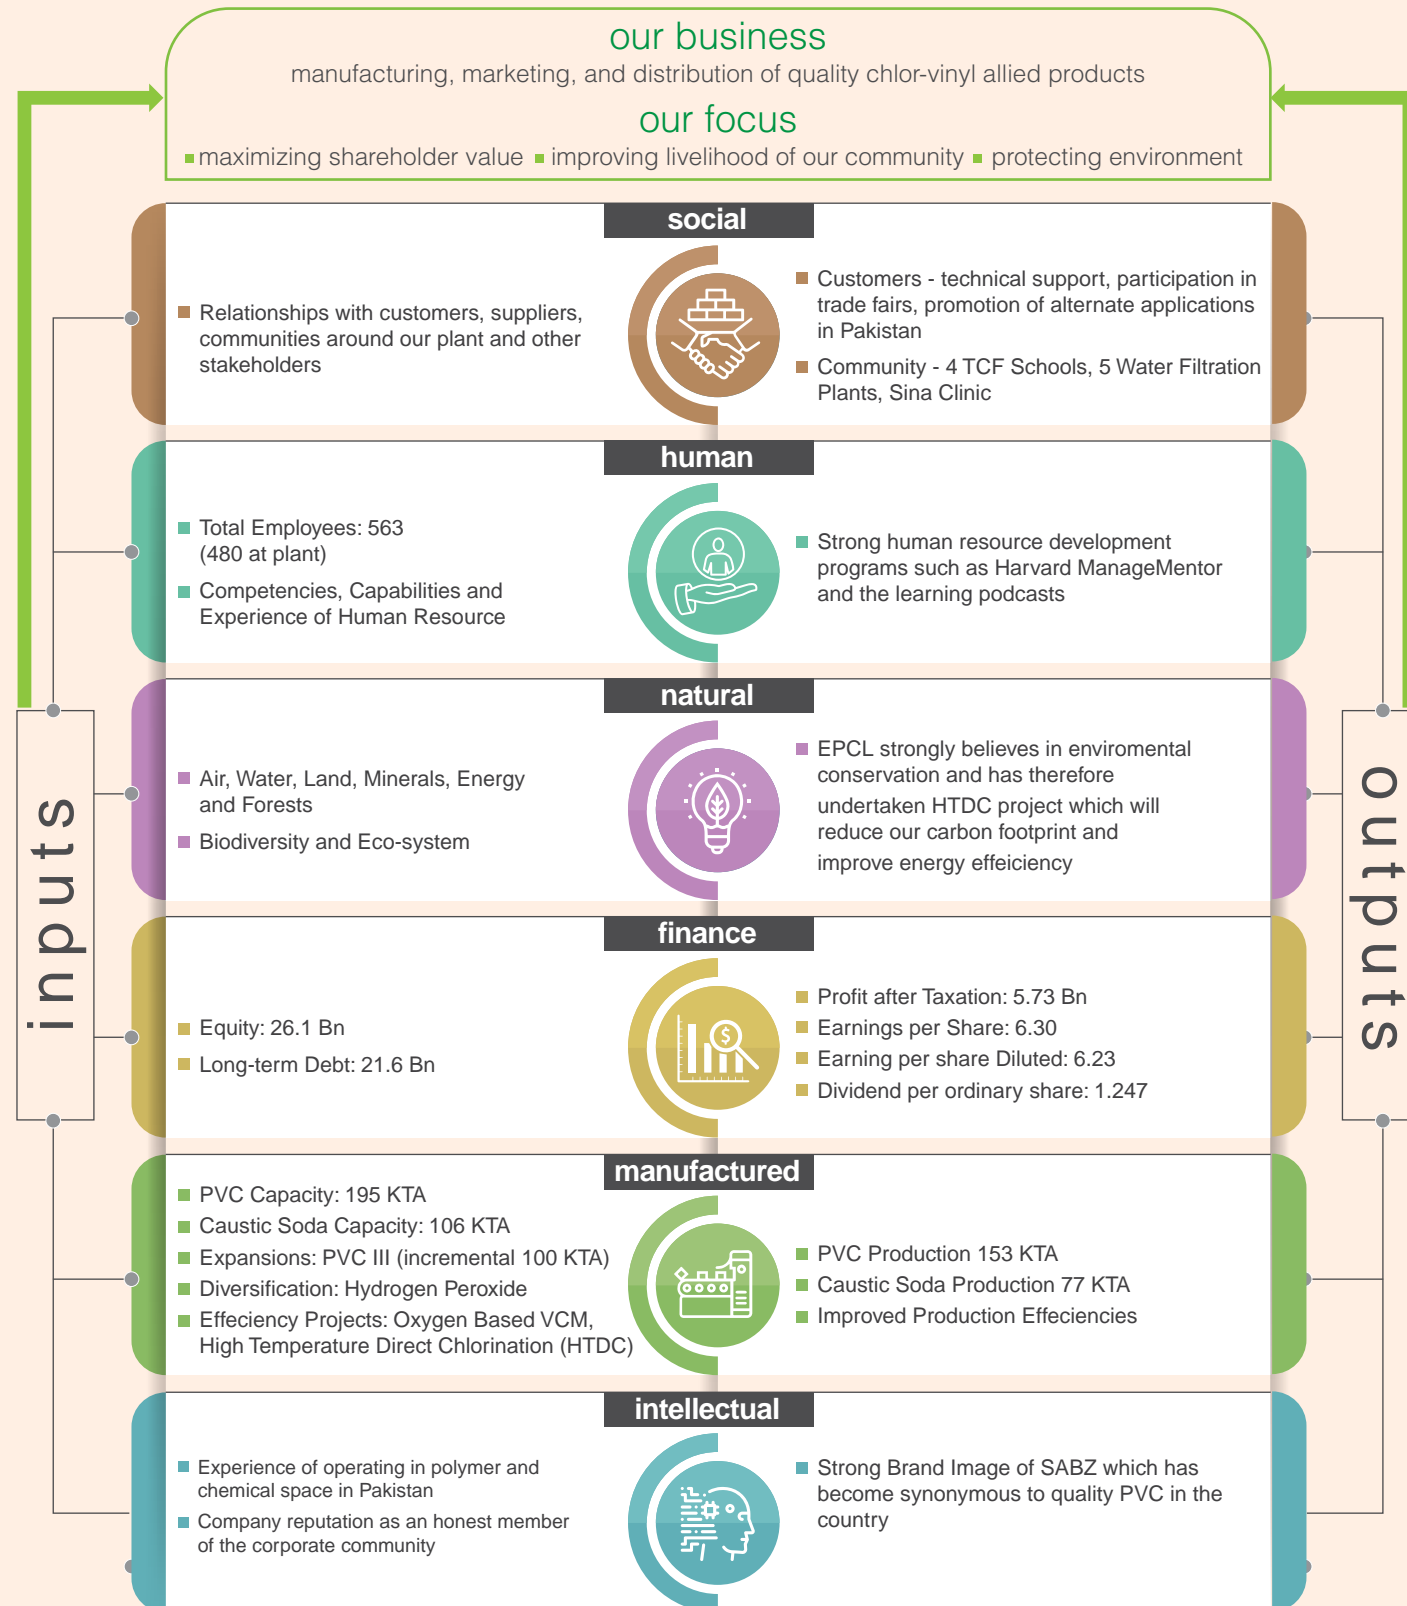 our business
manufacturing, marketing, and distribution of quality chlor-vinyl allied products
our focus
maximizing shareholder value improving livelihood of our community protecting environment
inputs
outputs
social
Relationships with customers, suppliers,
communities around our plant and other
stakeholders
Customers - technical support, participation in
trade fairs, promotion of alternate applications
in Pakistan
Community - 4 TCF Schools, 5 Water Filtration
Plants, Sina Clinic
human
Total Employees: 563
(480 at plant)
Competencies, Capabilities and
Experience of Human Resource
Strong human resource development
programs such as Harvard ManageMentor
and the learning podcasts
natural
Air, Water, Land, Minerals, Energy
and Forests
Biodiversity and Eco-system
EPCL strongly believes in enviromental
conservation and has therefore
undertaken HTDC project which will
reduce our carbon footprint and
improve energy effeiciency
finance
Equity: 26.1 Bn
Long-term Debt: 21.6 Bn
$
Profit after Taxation: 5.73 Bn
Earnings per Share: 6.30
Earning per share Diluted: 6.23
Dividend per ordinary share: 1.247
manufactured
PVC Capacity: 195 KTA
Caustic Soda Capacity: 106 KTA
Expansions: PVC III (incremental 100 KTA)
Diversification: Hydrogen Peroxide
Effeciency Projects: Oxygen Based VCM,
High Temperature Direct Chlorination (HTDC)
PVC Production 153 KTA
Caustic Soda Production 77 KTA
Improved Production Effeciencies
intellectual
Experience of operating in polymer and
chemical space in Pakistan
Company reputation as an honest member
of the corporate community
Strong Brand Image of SABZ which has
become synonymous to quality PVC in the
country